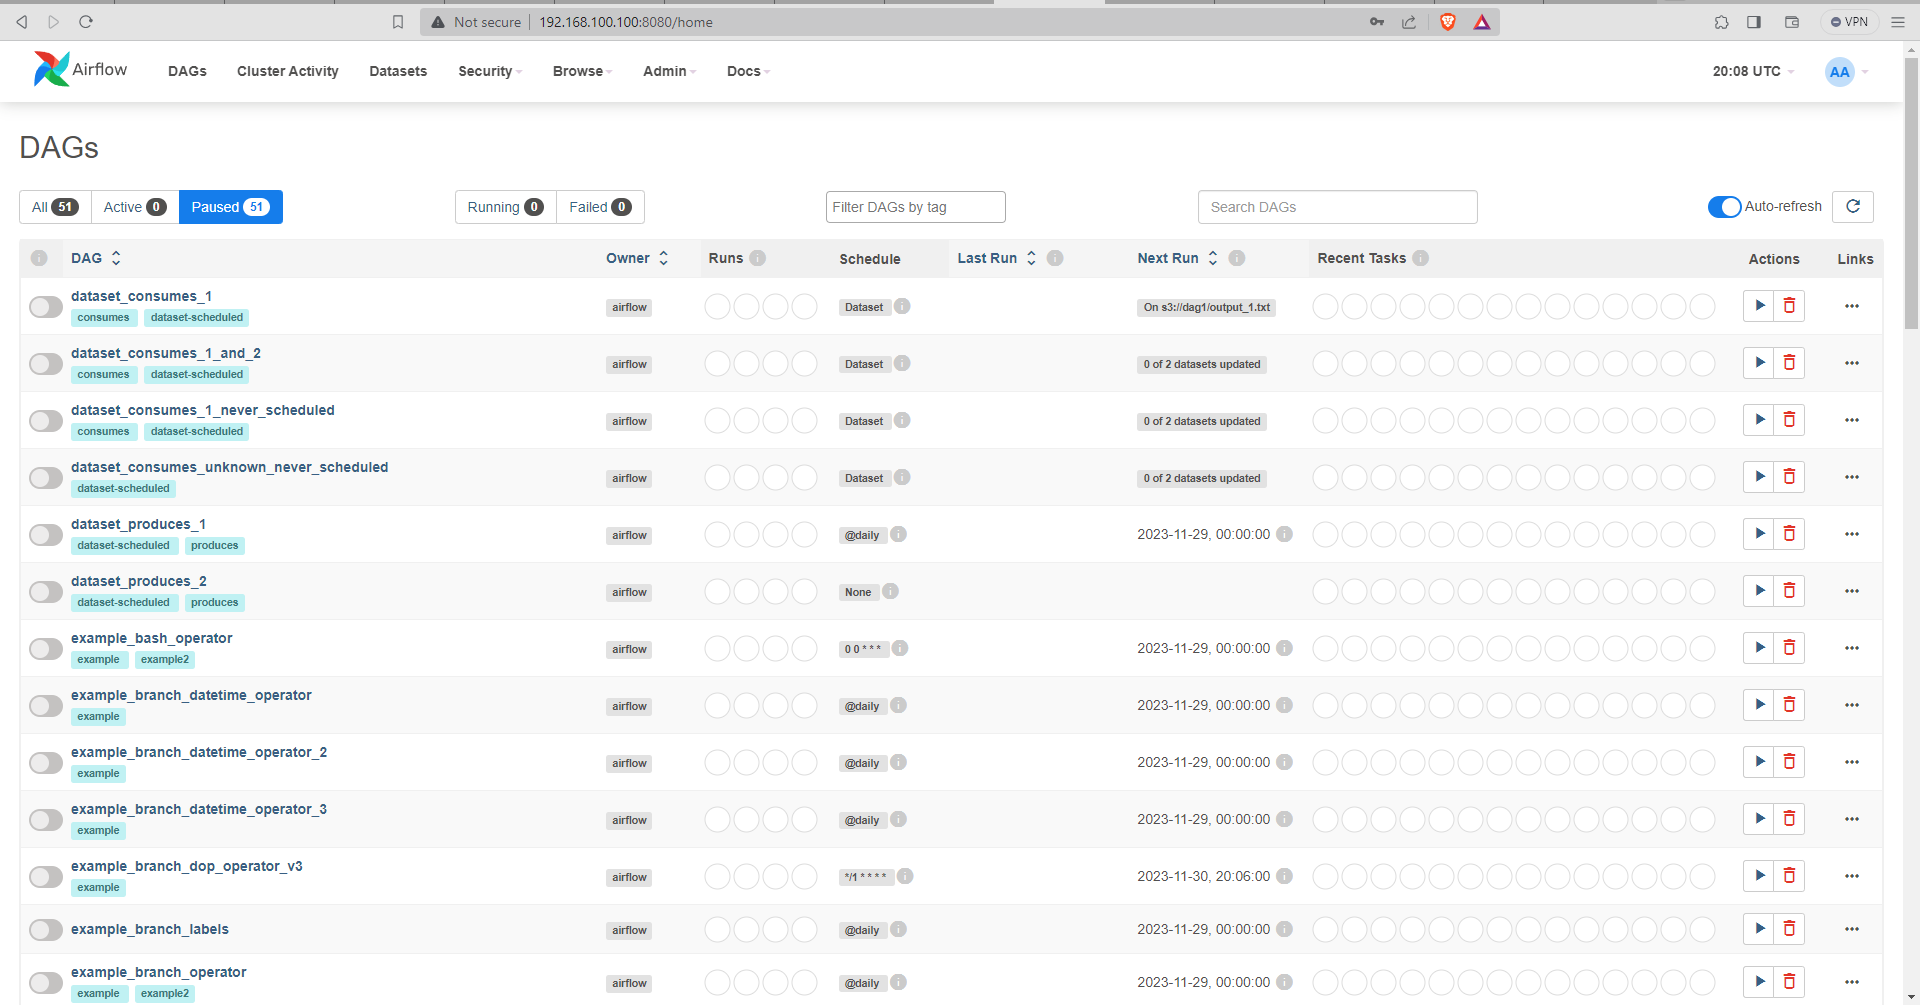 Not secure 192.168.100.100:8080/home VPN
Airflow DAGs Cluster Activity Datasets Security Browse Admin Docs 20:08 UTC AA
DAGs
All 51 Active 0 Paused 51 Running 0 Failed 0 Filter DAGs by tag Search DAGs Auto-refresh
DAG Owner Runs Schedule Last Run Next Run Recent Tasks Actions Links
dataset_consumes_1
consumes dataset-scheduled airflow Dataset On s3://dag1/output_1.txt
dataset_consumes_1_and_2
consumes dataset-scheduled airflow Dataset 0 of 2 datasets updated
dataset_consumes_1_never_scheduled
consumes dataset-scheduled airflow Dataset 0 of 2 datasets updated
dataset_consumes_unknown_never_scheduled
dataset-scheduled airflow Dataset 0 of 2 datasets updated
dataset_produces_1
dataset-scheduled produces airflow @daily 2023-11-29, 00:00:00
dataset_produces_2
dataset-scheduled produces airflow None
example_bash_operator
example example2 airflow 0 0 * * * 2023-11-29, 00:00:00
example_branch_datetime_operator
example airflow @daily 2023-11-29, 00:00:00
example_branch_datetime_operator_2
example airflow @daily 2023-11-29, 00:00:00
example_branch_datetime_operator_3
example airflow @daily 2023-11-29, 00:00:00
example_branch_dop_operator_v3
example airflow */1 * * * * 2023-11-30, 20:06:00
example_branch_labels airflow @daily 2023-11-29, 00:00:00
example_branch_operator
example example2 airflow @daily 2023-11-29, 00:00:00